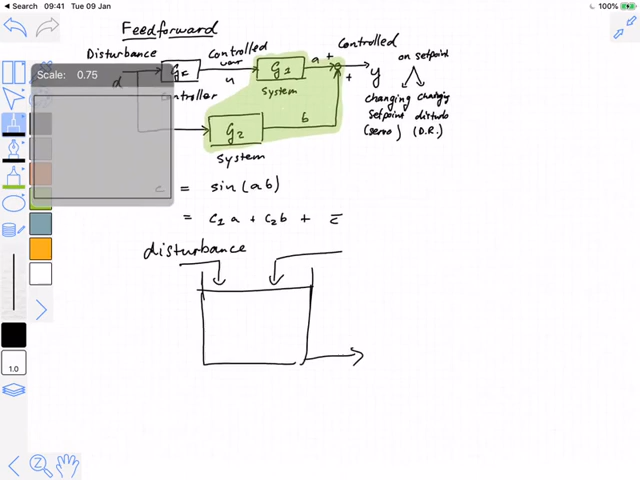 Search 09:41 Tue 09 Jan 100%
Feedforward
Disturbance Controlled Controlled
var
on setpoint
Scale: 0.75
d Gc u G1 a + y
+
Controller System
changing changing
setpoint disturb
(servo) (D.R.)
G2 b
System
c = sin(ab)
= c1 a + c2 b + c̅
disturbance
1.0